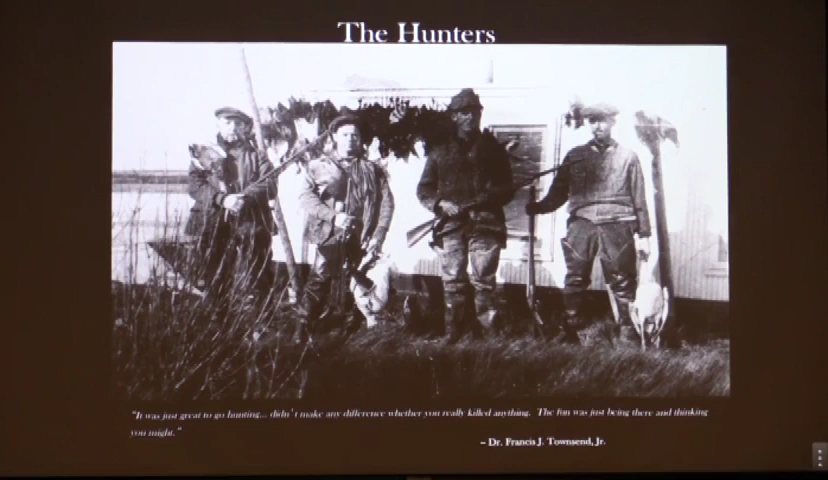 The Hunters
"It was just great to go hunting... didn't make any difference whether you really killed anything.  The fun was just being there and thinking
you might."
– Dr. Francis J. Townsend, Jr.